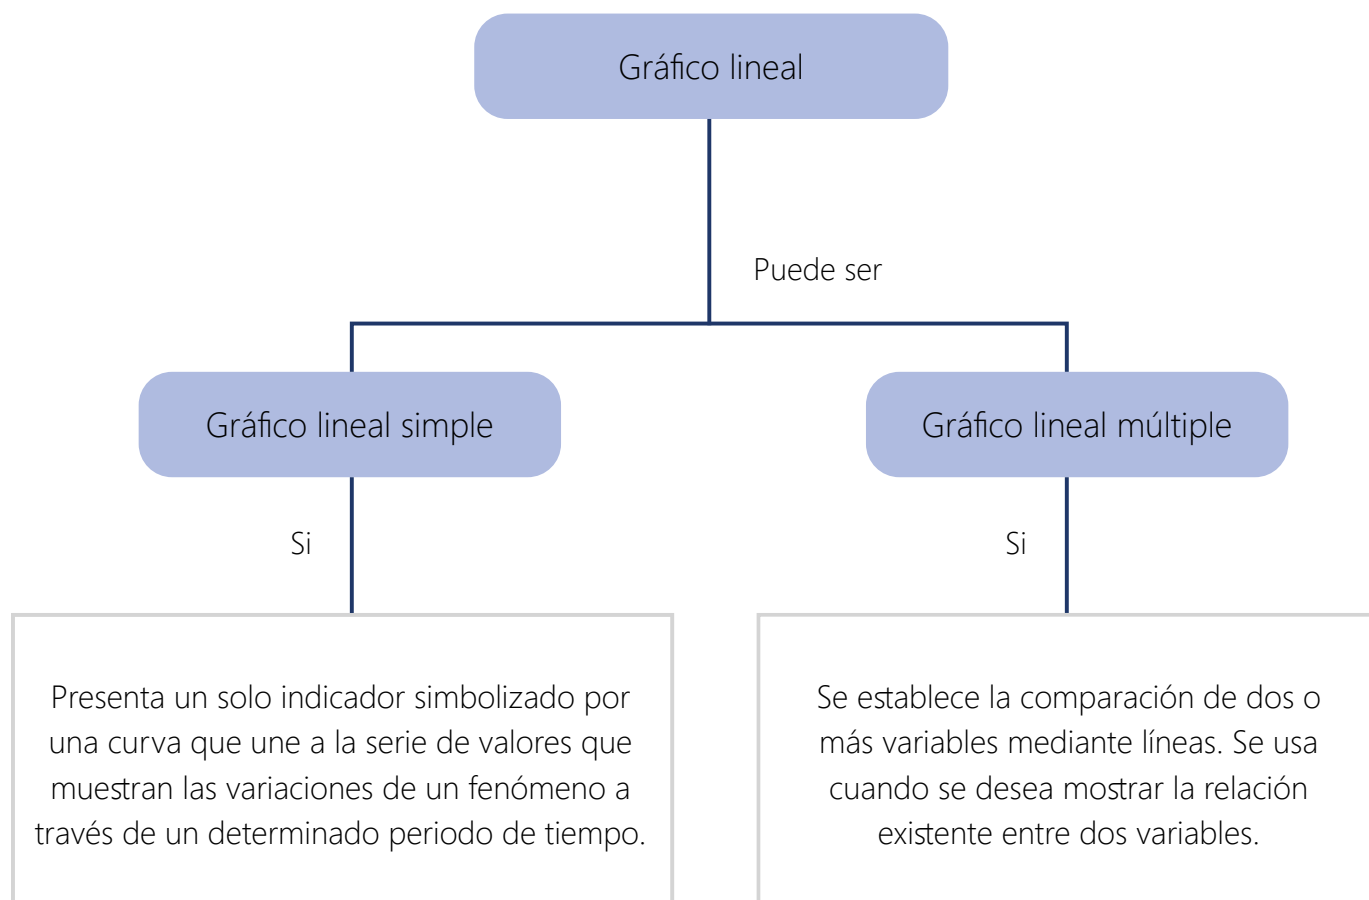 Gráfico lineal
Puede ser
Gráfico lineal simple
Gráfico lineal múltiple
Si
Si
Presenta un solo indicador simbolizado por
una curva que une a la serie de valores que
muestran las variaciones de un fenómeno a
través de un determinado periodo de tiempo.
Se establece la comparación de dos o
más variables mediante líneas. Se usa
cuando se desea mostrar la relación
existente entre dos variables.